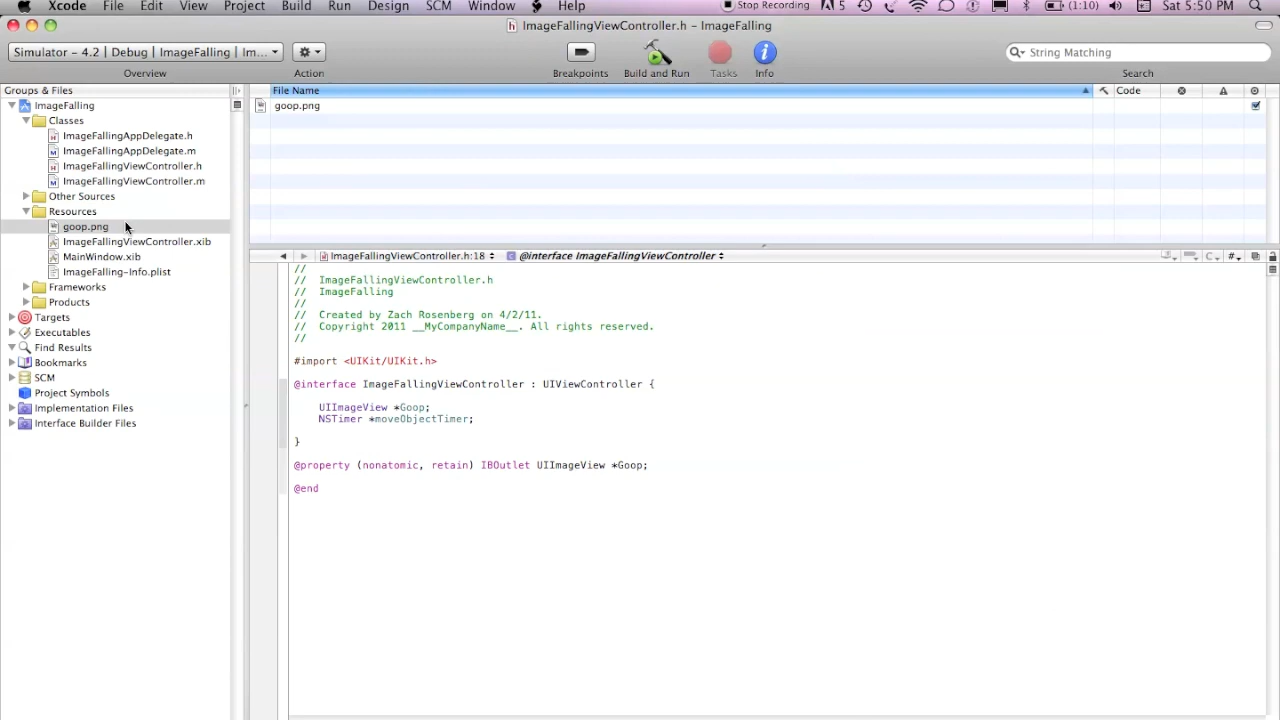 Xcode File Edit View Project Build Run Design SCM Window Help Stop Recording 5 (1:10) Sat 5:50 PM
ImageFallingViewController.h - ImageFalling
Simulator - 4.2 | Debug | ImageFalling | Im... String Matching
Overview Action Breakpoints Build and Run Tasks Info Search
Groups & Files File Name Code
ImageFalling goop.png
Classes
ImageFallingAppDelegate.h
ImageFallingAppDelegate.m
ImageFallingViewController.h
ImageFallingViewController.m
Other Sources
Resources
goop.png
ImageFallingViewController.xib
MainWindow.xib
ImageFalling-Info.plist
Frameworks
Products
Targets
Executables
Find Results
Bookmarks
SCM
Project Symbols
Implementation Files
Interface Builder Files
ImageFallingViewController.h:18 @interface ImageFallingViewController C #
//
// ImageFallingViewController.h
// ImageFalling
//
// Created by Zach Rosenberg on 4/2/11.
// Copyright 2011 __MyCompanyName__. All rights reserved.
//
#import <UIKit/UIKit.h>
@interface ImageFallingViewController : UIViewController {
UIImageView *Goop;
NSTimer *moveObjectTimer;
}
@property (nonatomic, retain) IBOutlet UIImageView *Goop;
@end